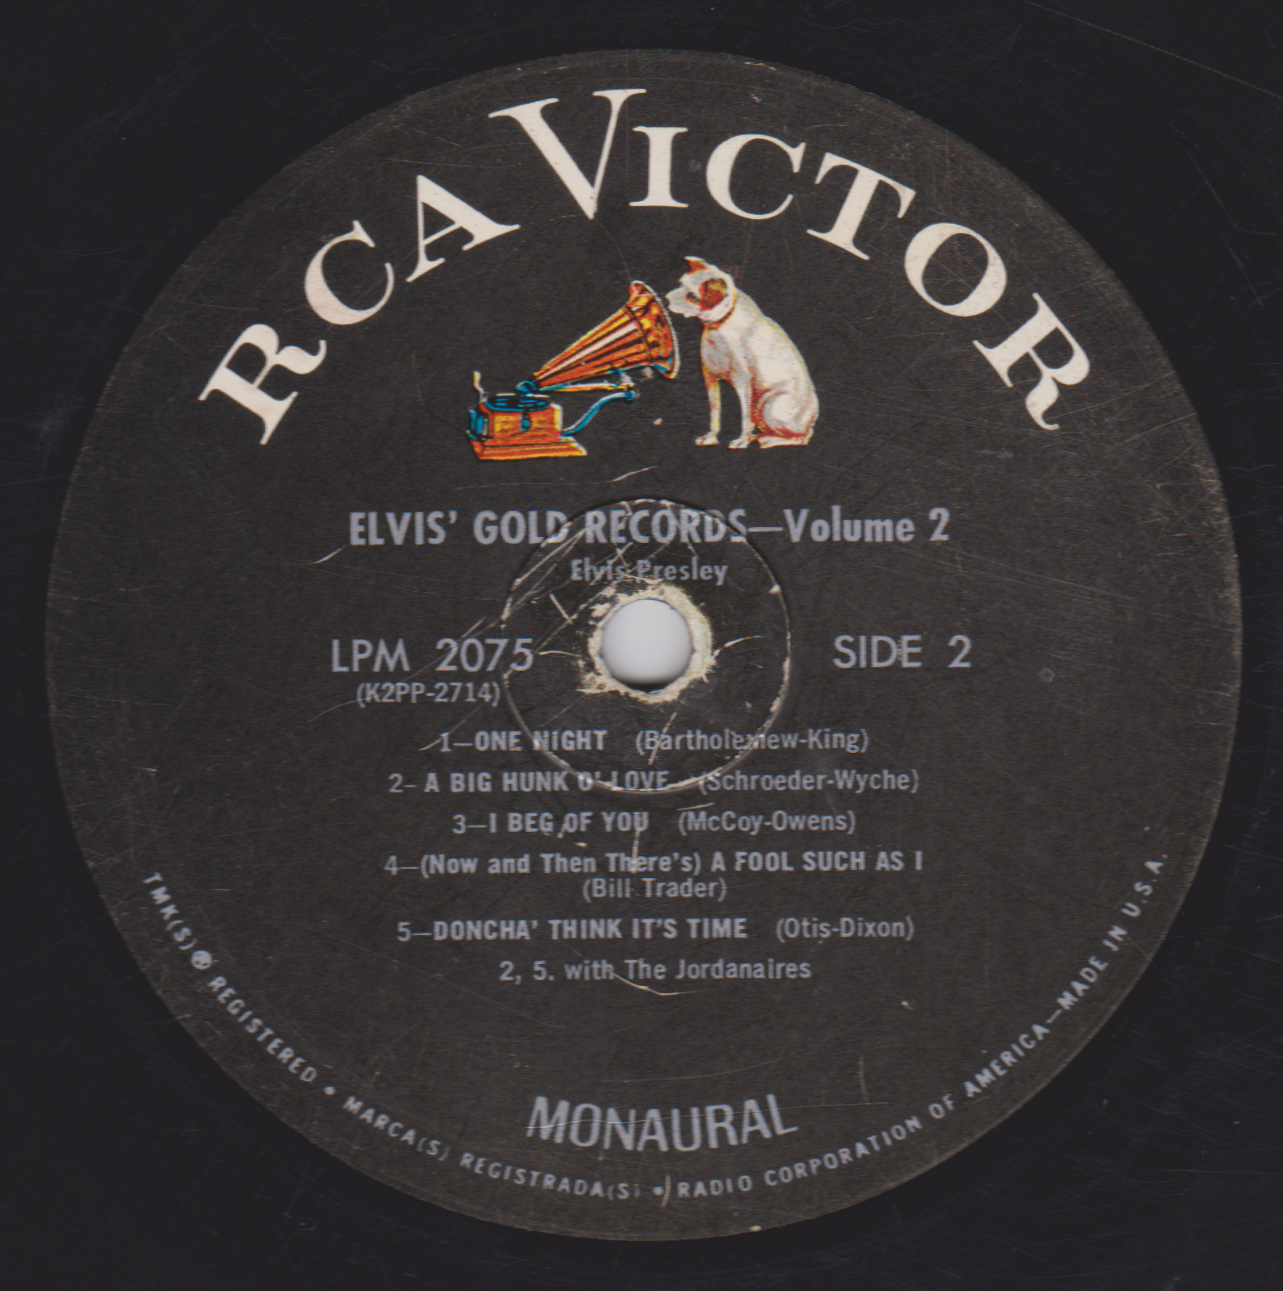 RCA VICTOR
ELVIS' GOLD RECORDS—Volume 2
Elvis Presley
LPM 2075
SIDE 2
(K2PP-2714)
1—ONE NIGHT (Bartholemew-King)
2- A BIG HUNK O' LOVE (Schroeder-Wyche)
3—I BEG OF YOU (McCoy-Owens)
4—(Now and Then There's) A FOOL SUCH AS I
(Bill Trader)
5—DONCHA' THINK IT'S TIME (Otis-Dixon)
2, 5. with The Jordanaires
MONAURAL
TMK(S) ® REGISTERED • MARCA(S) REGISTRADA(S) • RADIO CORPORATION OF AMERICA—MADE IN U.S.A.